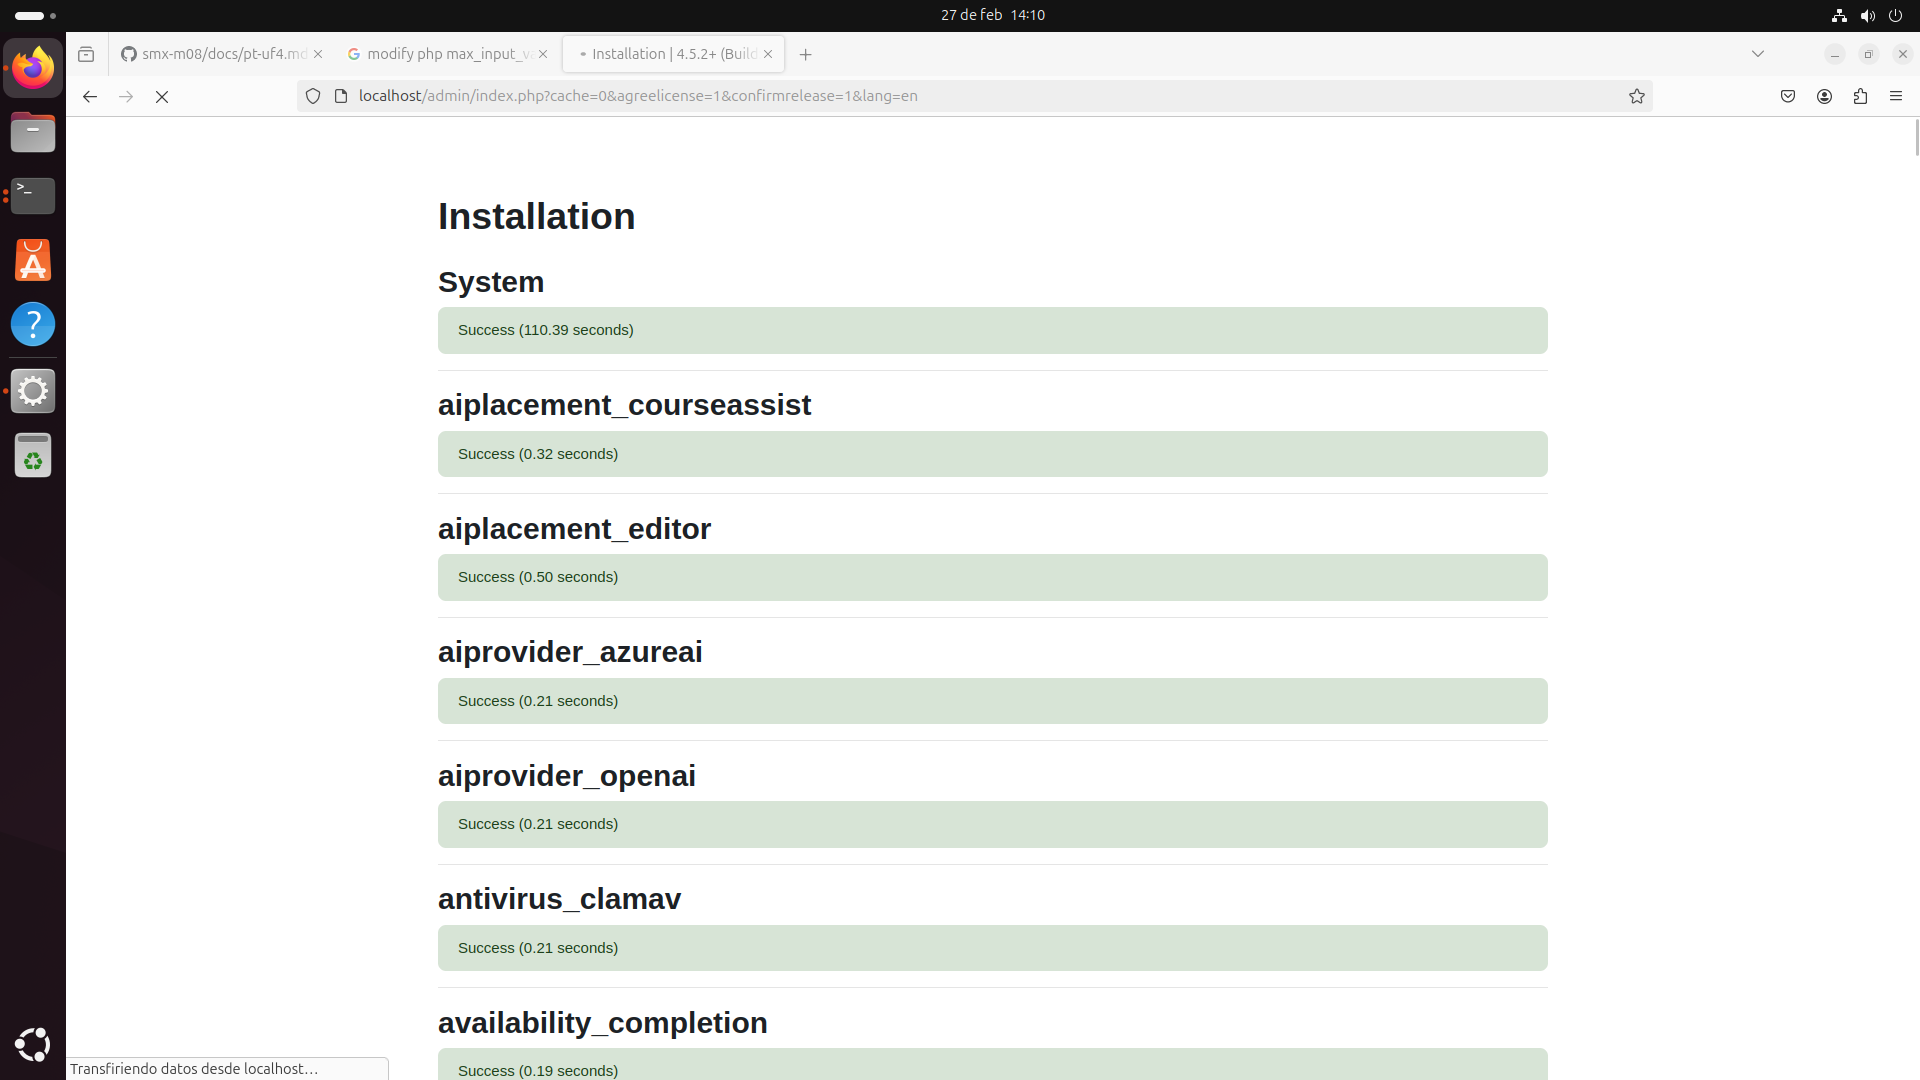 27 de feb 14:10
smx-m08/docs/pt-uf4.md
modify php max_input_va
Installation | 4.5.2+ (Build
localhost/admin/index.php?cache=0&agreelicense=1&confirmrelease=1&lang=en
Installation
System
Success (110.39 seconds)
aiplacement_courseassist
Success (0.32 seconds)
aiplacement_editor
Success (0.50 seconds)
aiprovider_azureai
Success (0.21 seconds)
aiprovider_openai
Success (0.21 seconds)
antivirus_clamav
Success (0.21 seconds)
availability_completion
Success (0.19 seconds)
Transfiriendo datos desde localhost…